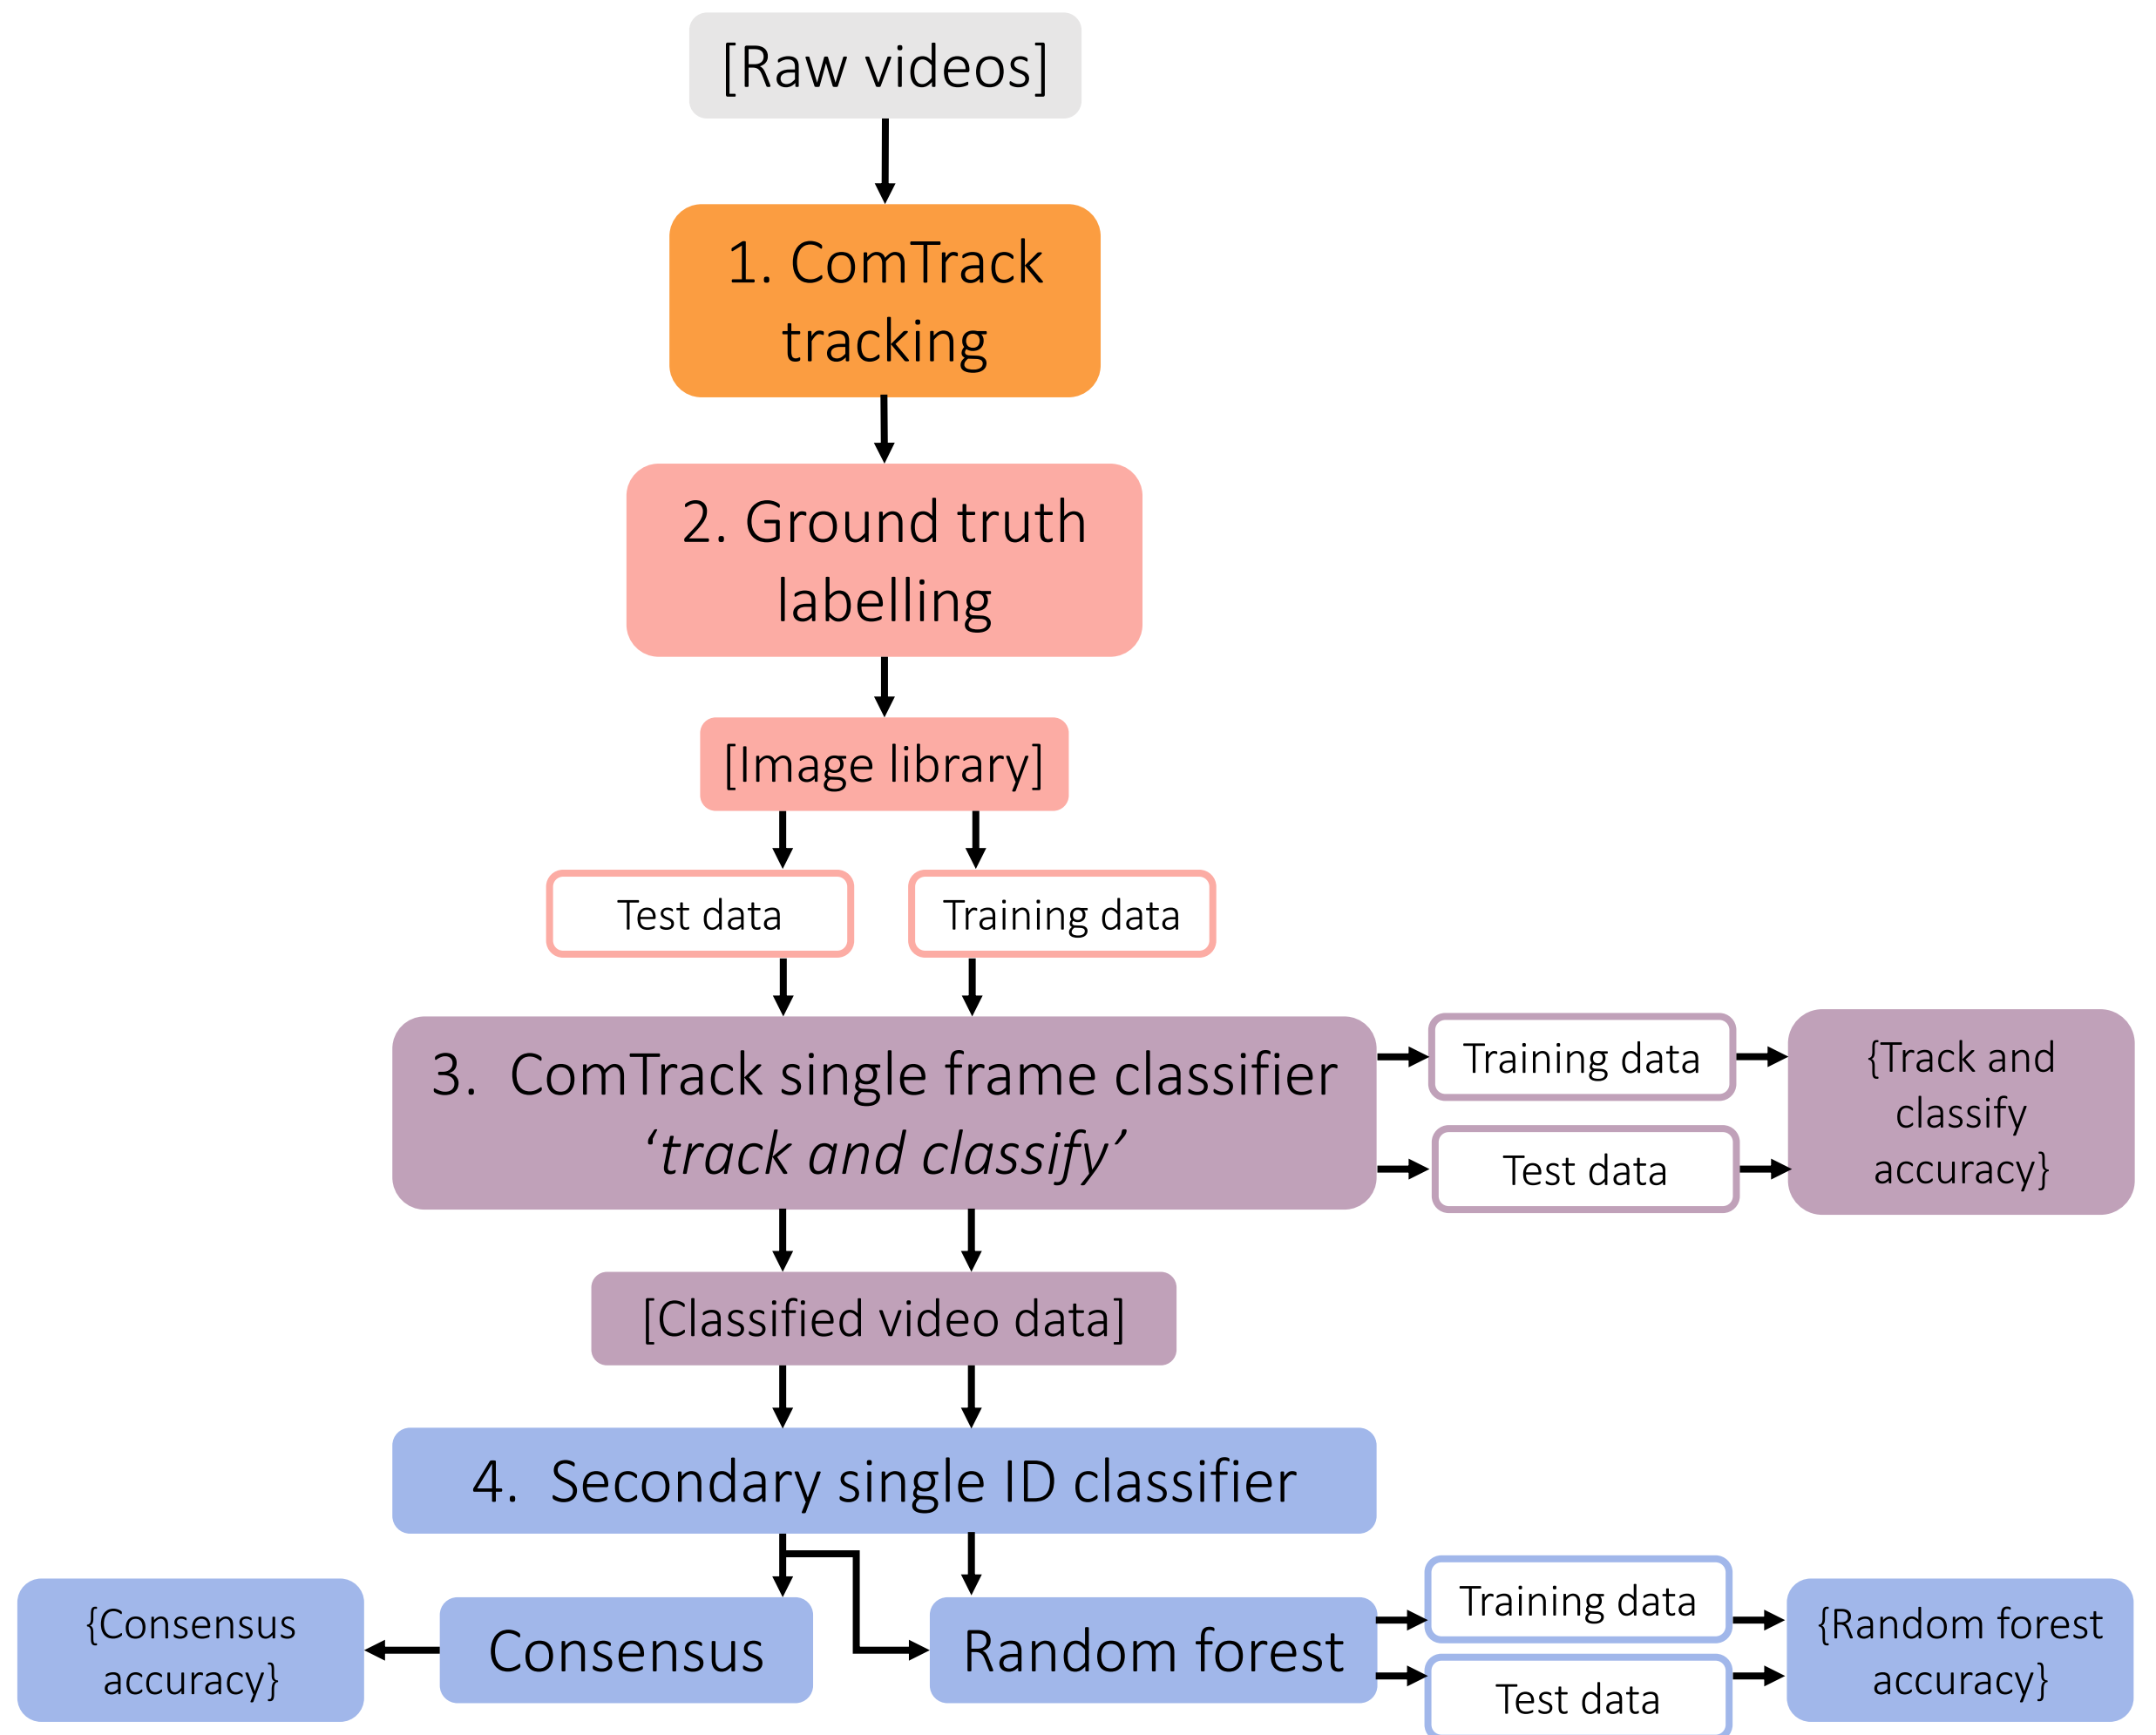 [Raw videos]
1. ComTrack
tracking
2. Ground truth
labelling
[Image library]
Test data
Training data
3. ComTrack single frame classifier
‘track and classify’
Training data
Test data
{Track and
classify
accuracy}
[Classified video data]
4. Secondary single ID classifier
{Consensus
accuracy}
Consensus
Random forest
Training data
Test data
{Random forest
accuracy}